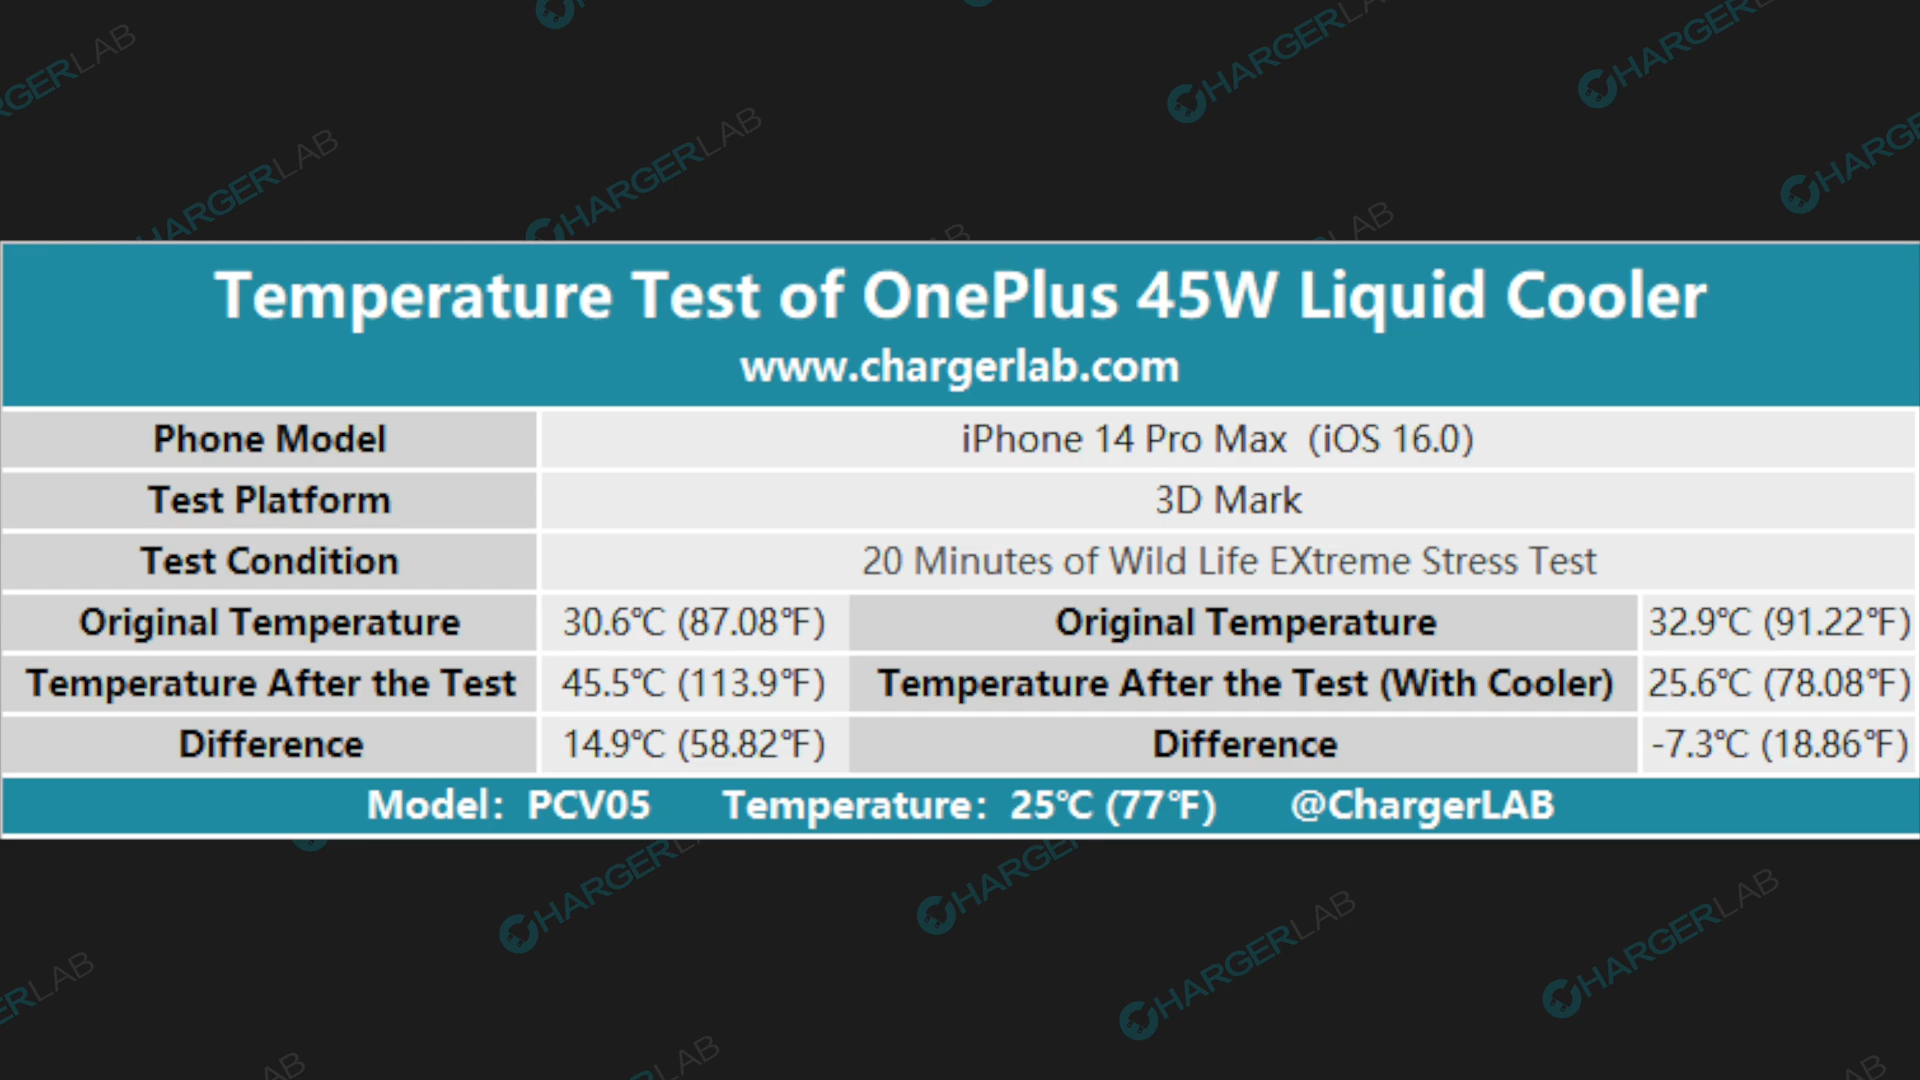 Temperature Test of OnePlus 45W Liquid Cooler
www.chargerlab.com
Phone Model iPhone 14 Pro Max (iOS 16.0)
Test Platform 3D Mark
Test Condition 20 Minutes of Wild Life EXtreme Stress Test
Original Temperature 30.6℃ (87.08℉) Original Temperature 32.9℃ (91.22℉)
Temperature After the Test 45.5℃ (113.9℉) Temperature After the Test (With Cooler) 25.6℃ (78.08℉)
Difference 14.9℃ (58.82℉) Difference -7.3℃ (18.86℉)
Model: PCV05 Temperature: 25℃ (77℉) @ChargerLAB
CHARGERLAB